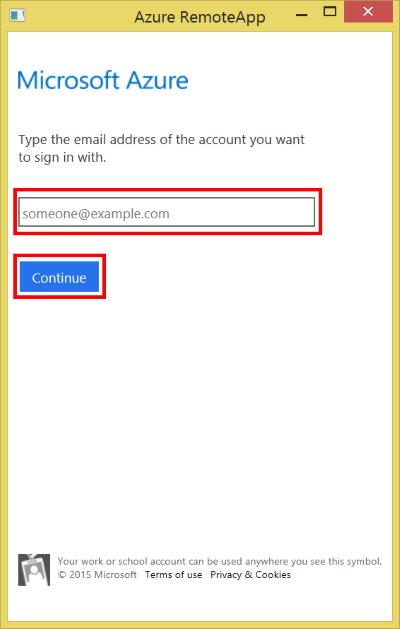 Azure RemoteApp
Microsoft Azure
Type the email address of the account you want
to sign in with.
someone@example.com
Continue
Your work or school account can be used anywhere you see this symbol.
© 2015 Microsoft Terms of use Privacy & Cookies